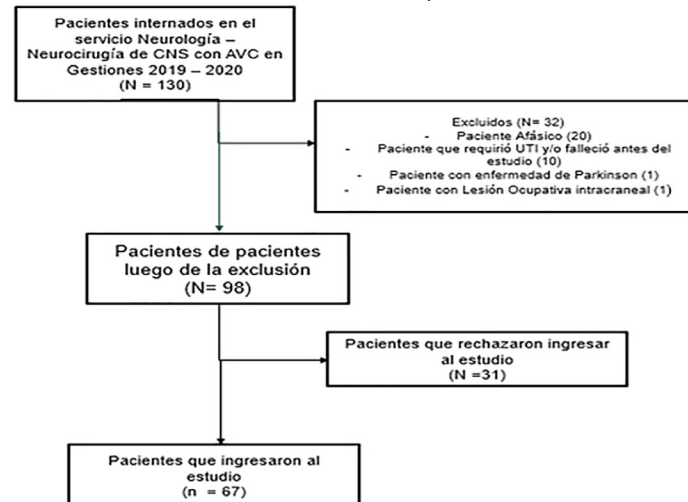 Pacientes internados en el
servicio Neurología –
Neurocirugía de CNS con AVC en
Gestiones 2019 – 2020
(N = 130)
Excluidos (N= 32)
- Paciente Afásico (20)
- Paciente que requirió UTI y/o falleció antes del
estudio (10)
- Paciente con enfermedad de Parkinson (1)
- Paciente con Lesión Ocupativa intracraneal (1)
Pacientes de pacientes
luego de la exclusión
(N= 98)
Pacientes que rechazaron ingresar
al estudio
(N =31)
Pacientes que ingresaron al
estudio
(n = 67)